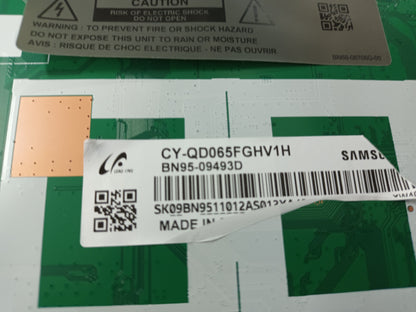 CAUTION
RISK OF ELECTRIC SHOCK
DO NOT OPEN
WARNING : TO PREVENT FIRE OR SHOCK HAZARD
DO NOT EXPOSE THIS UNIT TO RAIN OR MOISTURE
AVIS : RISQUE DE CHOC ELECTRIQUE - NE PAS OUVRIR
CY-QD065FGHV1H
SAMSU
BN95-09493D
MADE IN